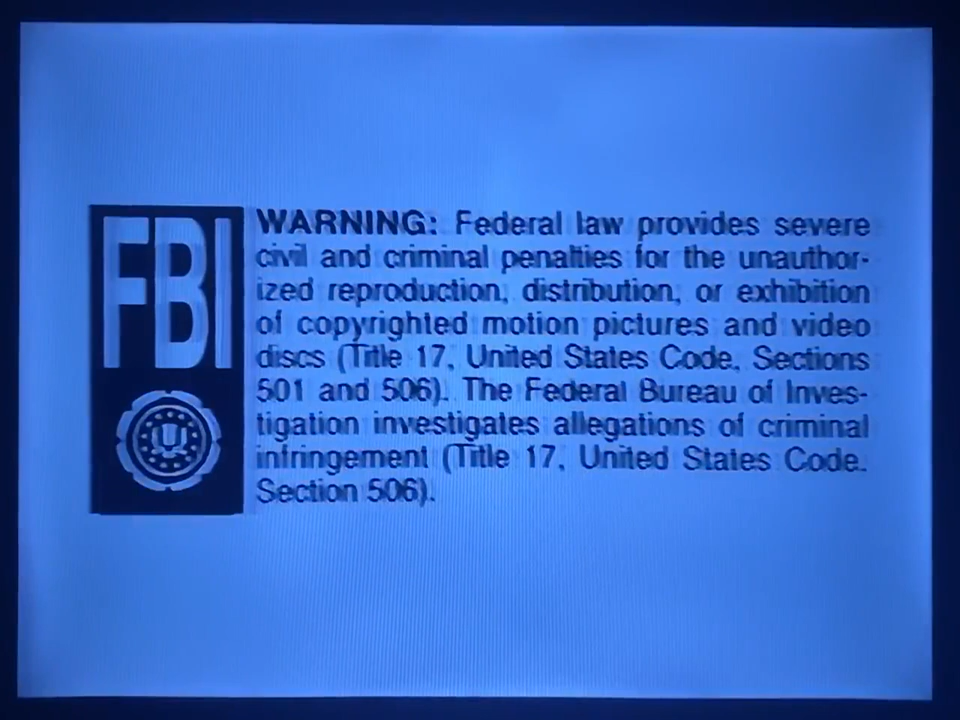 FBI
WARNING: Federal law provides severe
civil and criminal penalties for the unauthor-
ized reproduction, distribution, or exhibition
of copyrighted motion pictures and video
discs (Title 17, United States Code, Sections
501 and 506). The Federal Bureau of Inves-
tigation investigates allegations of criminal
infringement (Title 17, United States Code.
Section 506).